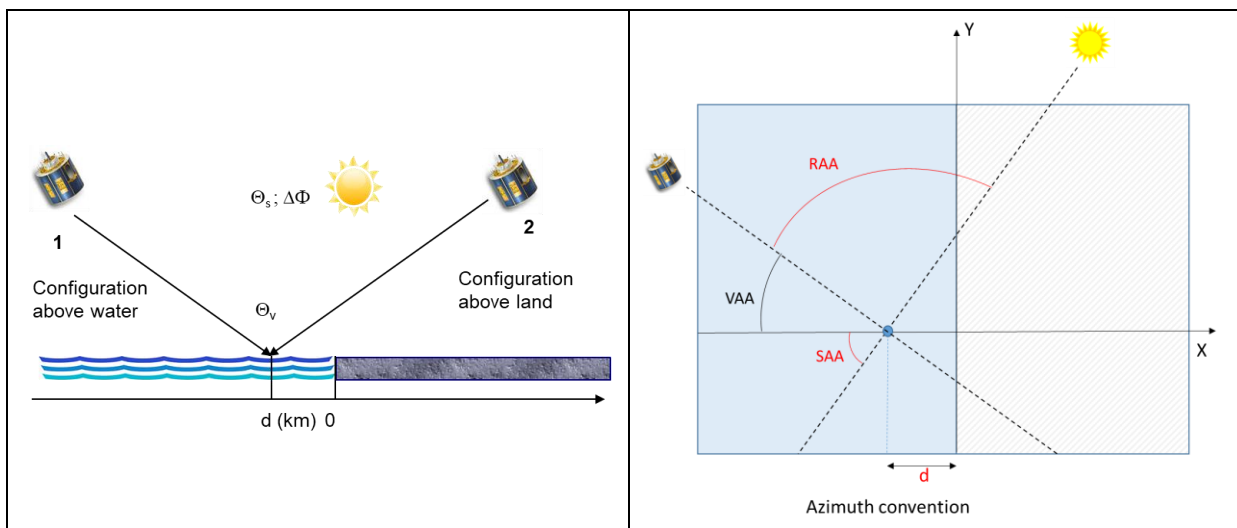 1
Θs ; ΔΦ
2
Configuration
above water
Configuration
above land
Θv
d (km) 0
Y
RAA
VAA
SAA
X
d
Azimuth convention